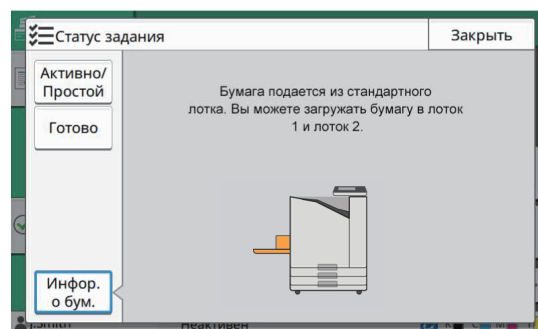 Статус задания
Закрыть
Активно/
Простой
Готово
Бумага подается из стандартного
лотка. Вы можете загружать бумагу в лоток
1 и лоток 2.
Инфор.
о бум.
J.Smith
Неактивен
K
C
M
Y